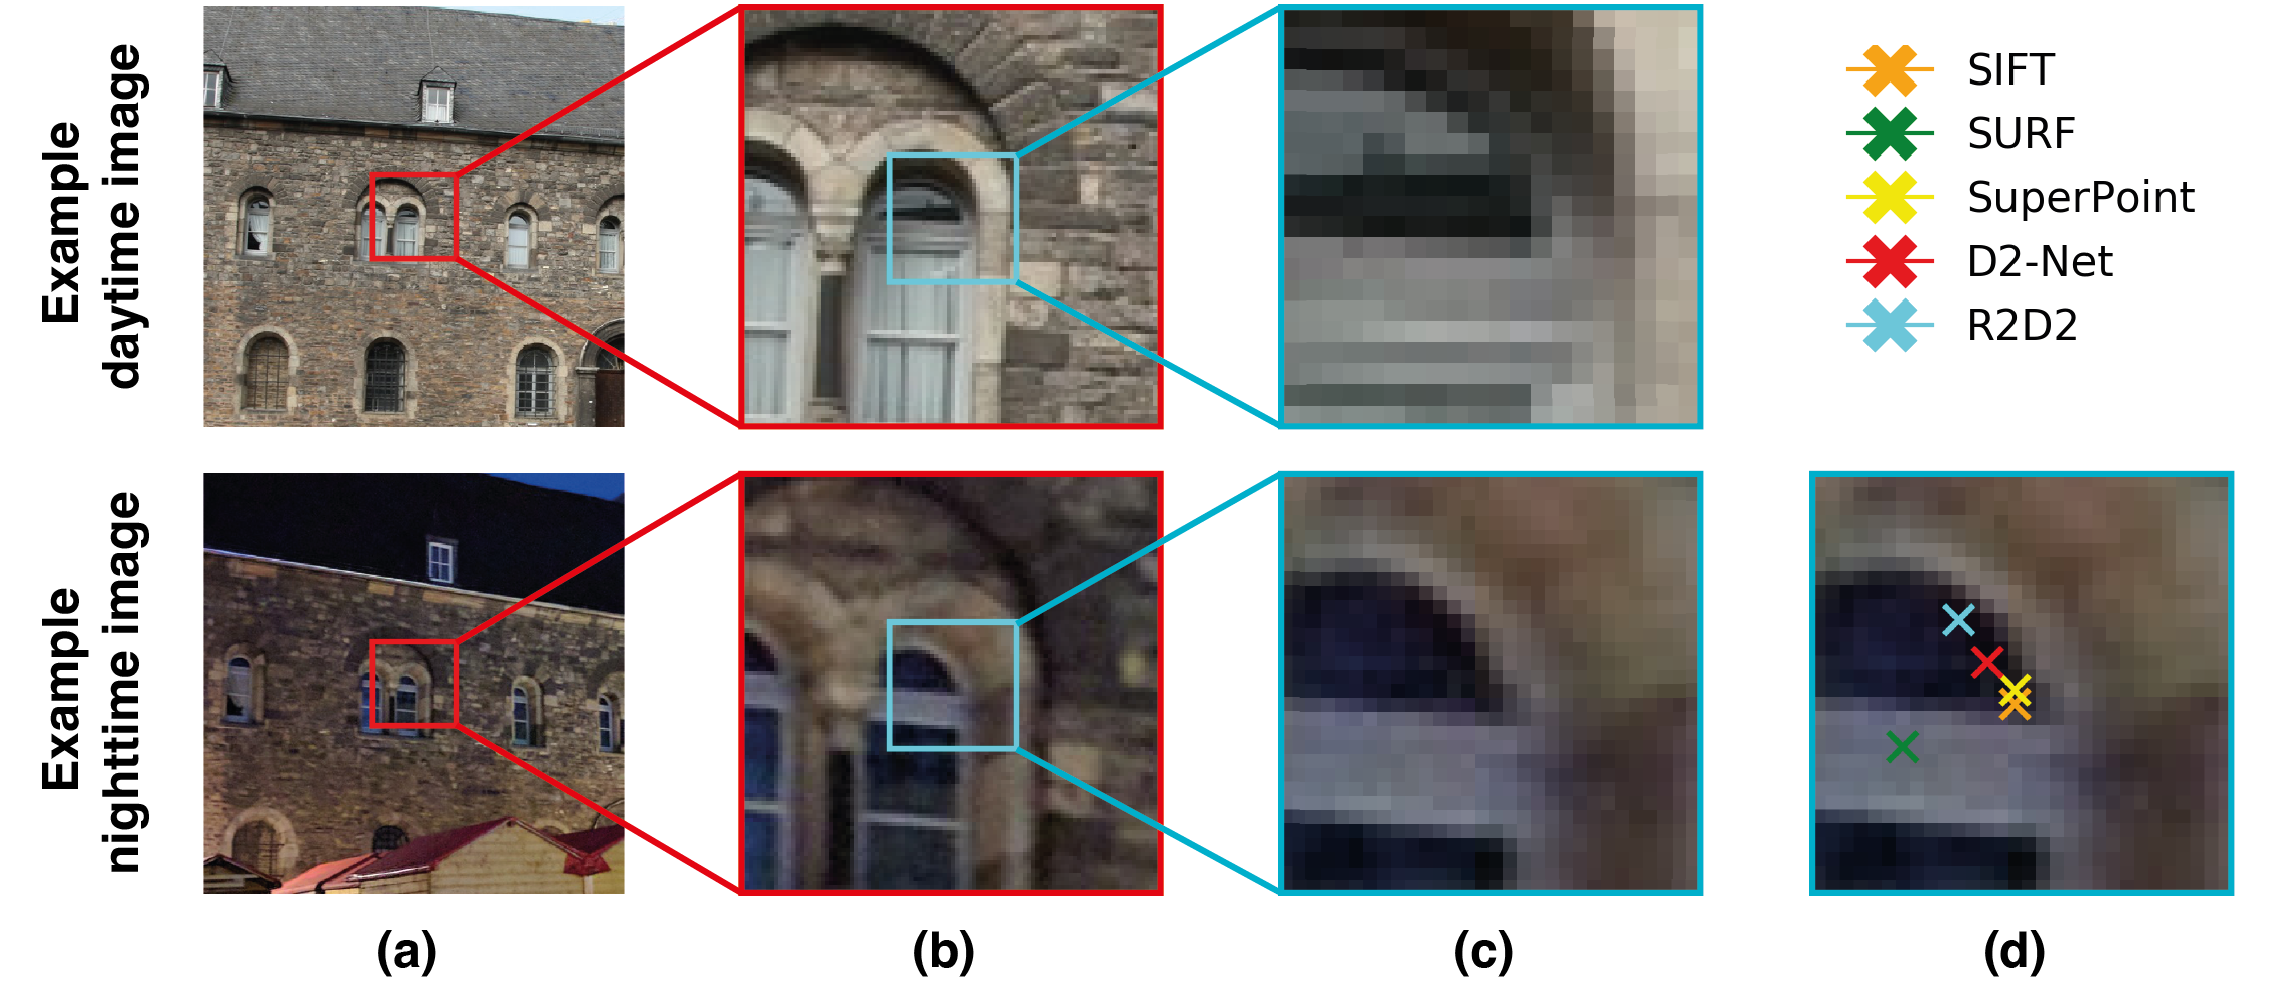 Example
daytime image
SIFT
SURF
SuperPoint
D2-Net
R2D2
Example
nighttime image
(a)
(b)
(c)
(d)